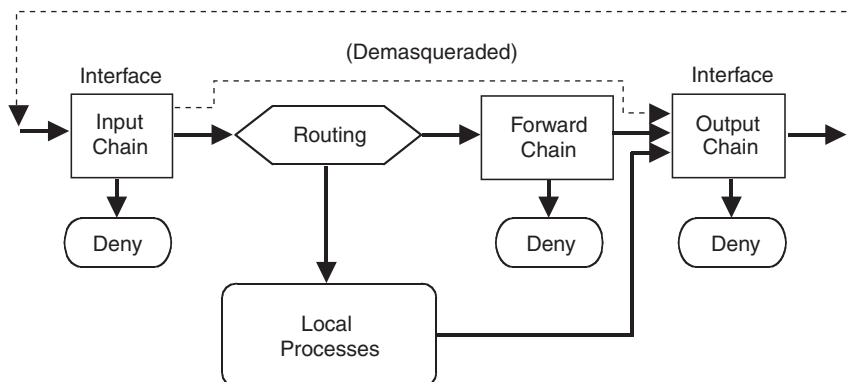 (Demasqueraded)
Interface
Interface
Input
Chain
Routing
Forward
Chain
Output
Chain
Deny
Deny
Deny
Local
Processes